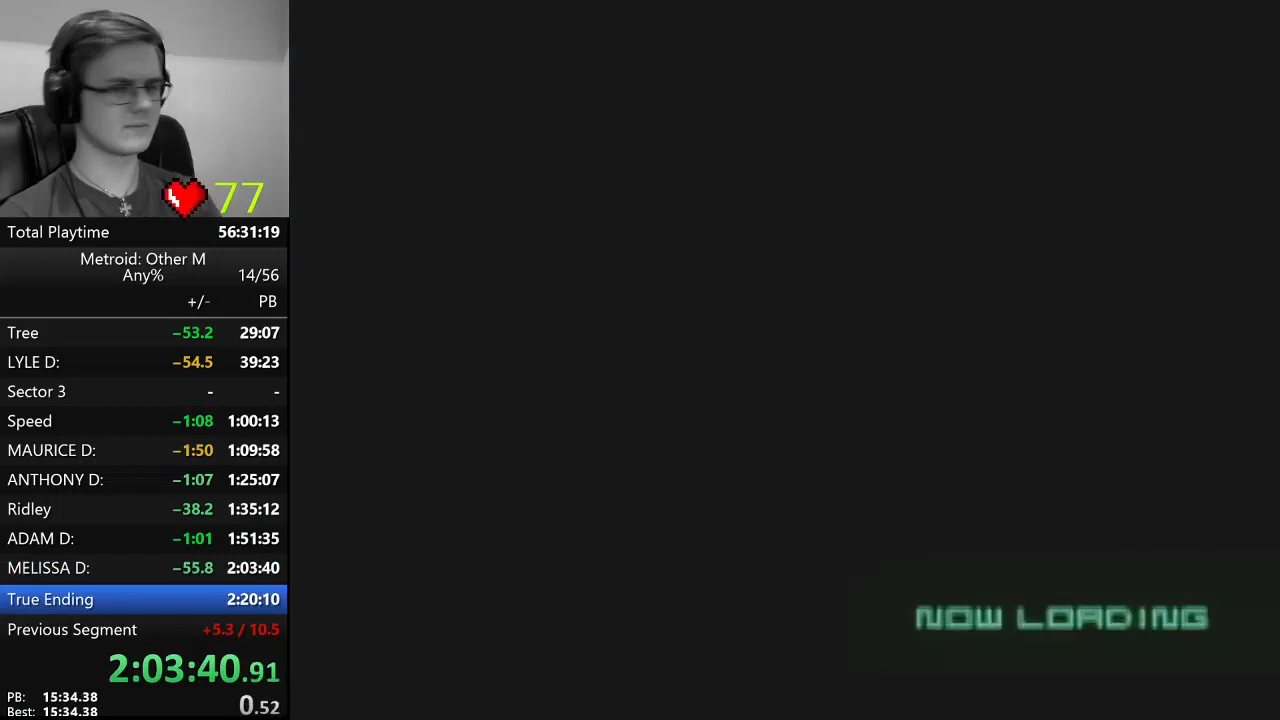 77
Total Playtime 56:31:19
Metroid: Other M
Any% 14/56
+/- PB
Tree −53.2 29:07
LYLE D: −54.5 39:23
Sector 3 - -
Speed −1:08 1:00:13
MAURICE D: −1:50 1:09:58
ANTHONY D: −1:07 1:25:07
Ridley −38.2 1:35:12
ADAM D: −1:01 1:51:35
MELISSA D: −55.8 2:03:40
True Ending 2:20:10
Previous Segment +5.3 / 10.5
2:03:40.91
PB: 15:34.38
Best: 15:34.38
0.52
NOW LOADING